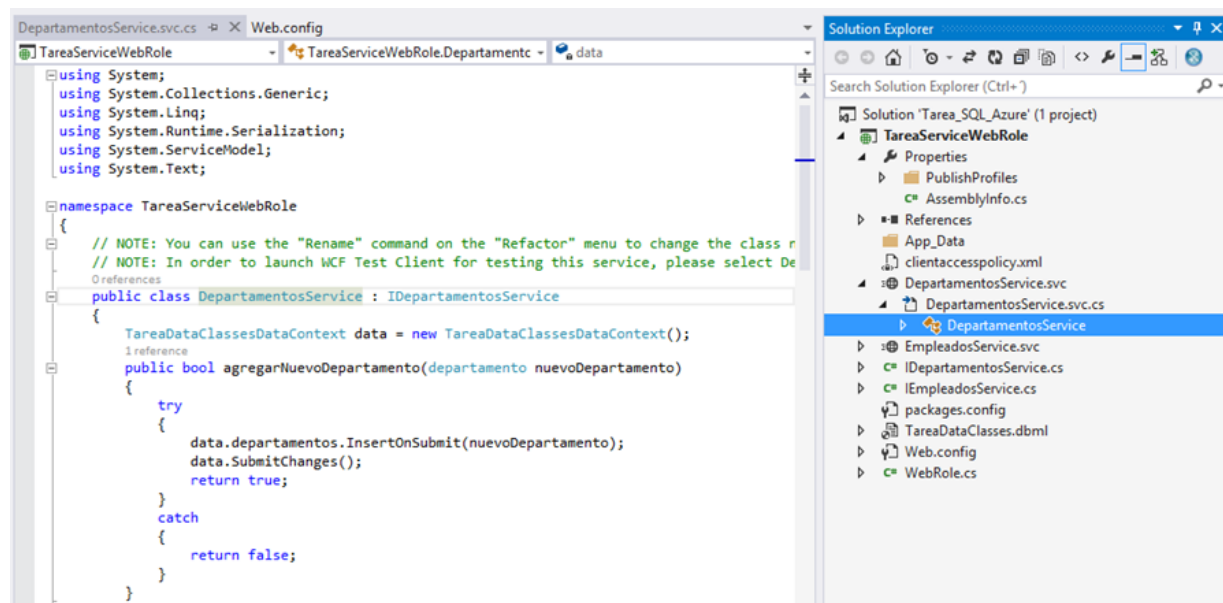 DepartamentosService.svc.cs Web.config
TareaServiceWebRole TareaServiceWebRole.Departamentc data
using System;
using System.Collections.Generic;
using System.Linq;
using System.Runtime.Serialization;
using System.ServiceModel;
using System.Text;
namespace TareaServiceWebRole
{
// NOTE: You can use the "Rename" command on the "Refactor" menu to change the class n
// NOTE: In order to launch WCF Test Client for testing this service, please select De
0 references
public class DepartamentosService : IDepartamentosService
{
TareaDataClassesDataContext data = new TareaDataClassesDataContext();
1 reference
public bool agregarNuevoDepartamento(departamento nuevoDepartamento)
{
try
{
data.departamentos.InsertOnSubmit(nuevoDepartamento);
data.SubmitChanges();
return true;
}
catch
{
return false;
}
}
Solution Explorer
Search Solution Explorer (Ctrl+´)
Solution 'Tarea_SQL_Azure' (1 project)
TareaServiceWebRole
Properties
PublishProfiles
C# AssemblyInfo.cs
References
App_Data
clientaccesspolicy.xml
DepartamentosService.svc
DepartamentosService.svc.cs
DepartamentosService
EmpleadosService.svc
C# IDepartamentosService.cs
C# IEmpleadosService.cs
packages.config
TareaDataClasses.dbml
Web.config
C# WebRole.cs